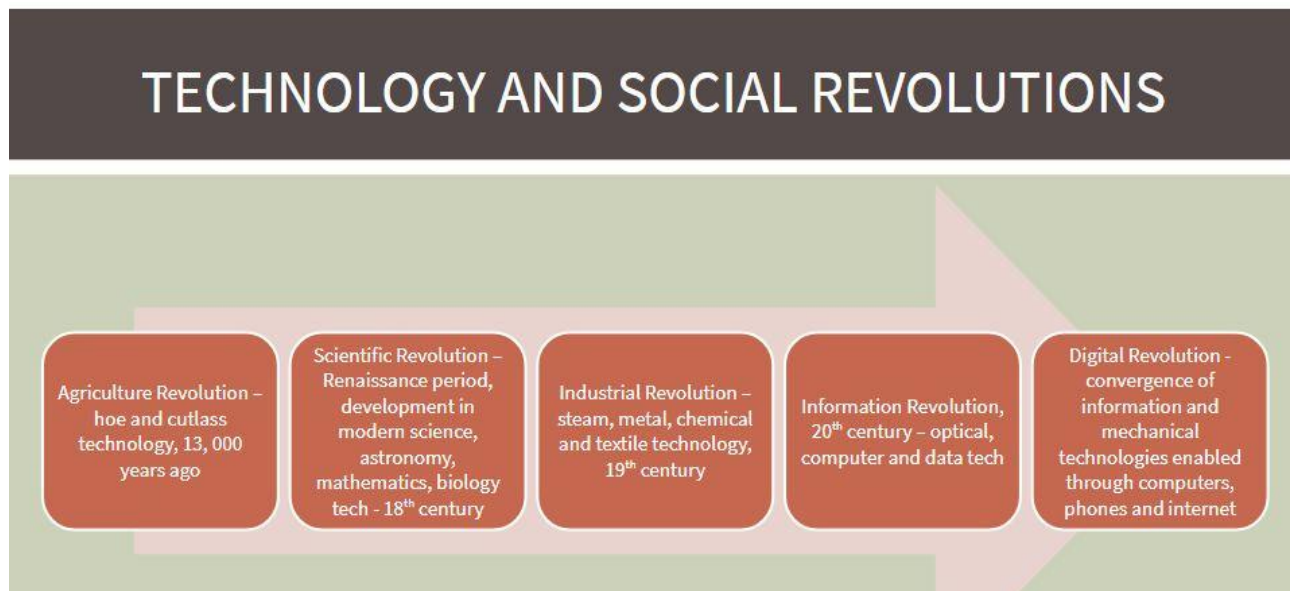 TECHNOLOGY AND SOCIAL REVOLUTIONS
Agriculture Revolution –
hoe and cutlass
technology, 13, 000
years ago
Scientific Revolution –
Renaissance period,
development in
modern science,
astronomy,
mathematics, biology
tech - 18th century
Industrial Revolution –
steam, metal, chemical
and textile technology,
19th century
Information Revolution,
20th century – optical,
computer and data tech
Digital Revolution -
convergence of
information and
mechanical
technologies enabled
through computers,
phones and internet